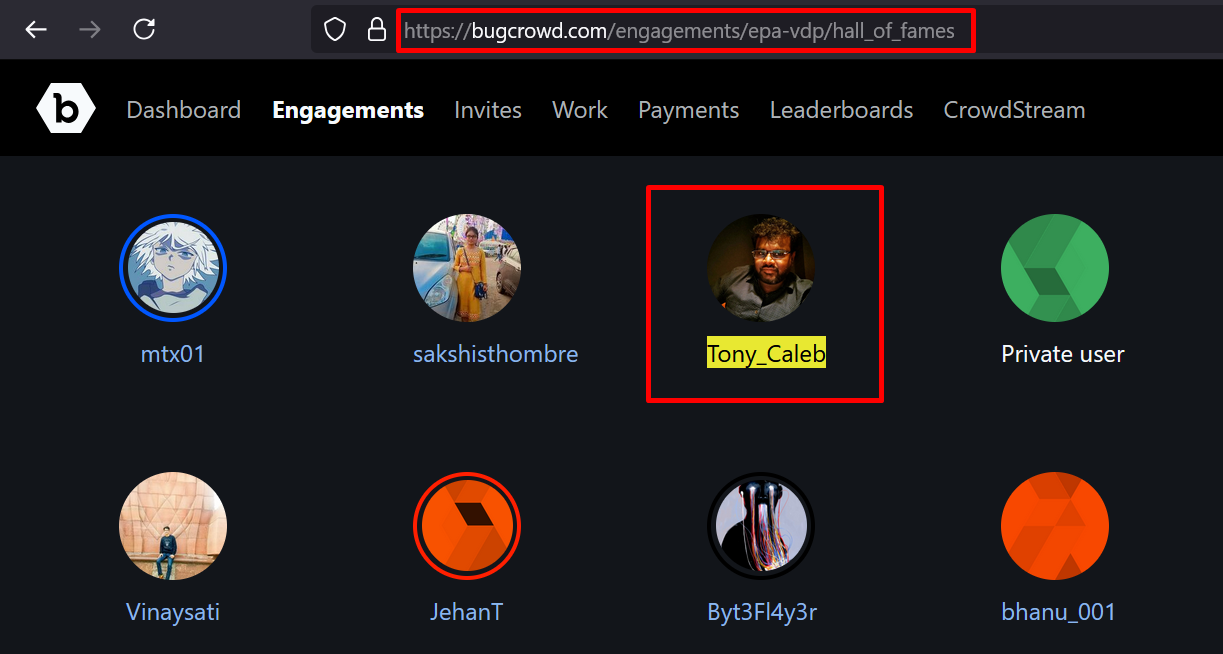 https://bugcrowd.com/engagements/epa-vdp/hall_of_fames
b Dashboard Engagements Invites Work Payments Leaderboards CrowdStream
mtx01 sakshisthombre Tony_Caleb Private user
Vinaysati JehanT Byt3Fl4y3r bhanu_001